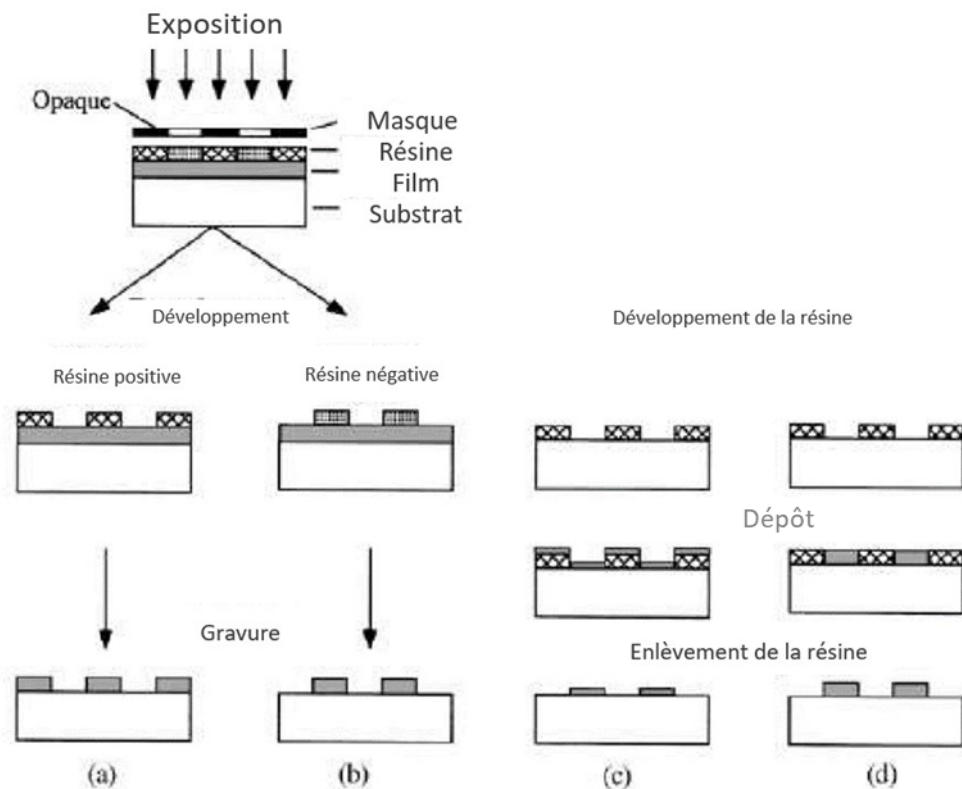 Exposition
Opaque
Masque
Résine
Film
Substrat
Développement
Développement de la résine
Résine positive
Résine négative
Dépôt
Gravure
Enlèvement de la résine
(a)
(b)
(c)
(d)